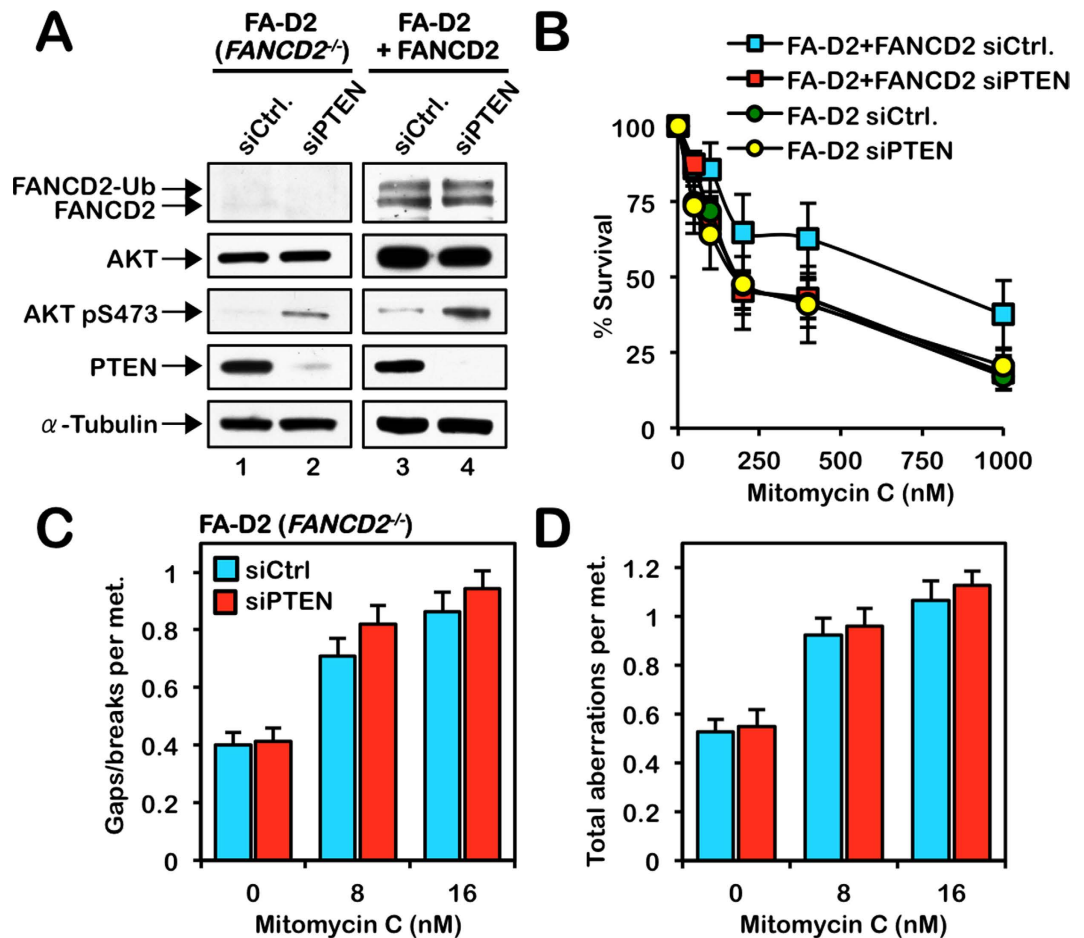 A
FA-D2
(FANCD2-/-)
FA-D2
+ FANCD2
siCtrl.
siPTEN
siCtrl.
siPTEN
FANCD2-Ub
FANCD2
AKT
AKT pS473
PTEN
α-Tubulin
1 2 3 4
B
FA-D2+FANCD2 siCtrl.
FA-D2+FANCD2 siPTEN
FA-D2 siCtrl.
FA-D2 siPTEN
% Survival
100
75
50
25
0
0 250 500 750 1000
Mitomycin C (nM)
C
FA-D2 (FANCD2-/-)
siCtrl
siPTEN
Gaps/breaks per met.
1
0.8
0.6
0.4
0.2
0
0 8 16
Mitomycin C (nM)
D
Total aberrations per met.
1.2
1
0.8
0.6
0.4
0.2
0
0 8 16
Mitomycin C (nM)